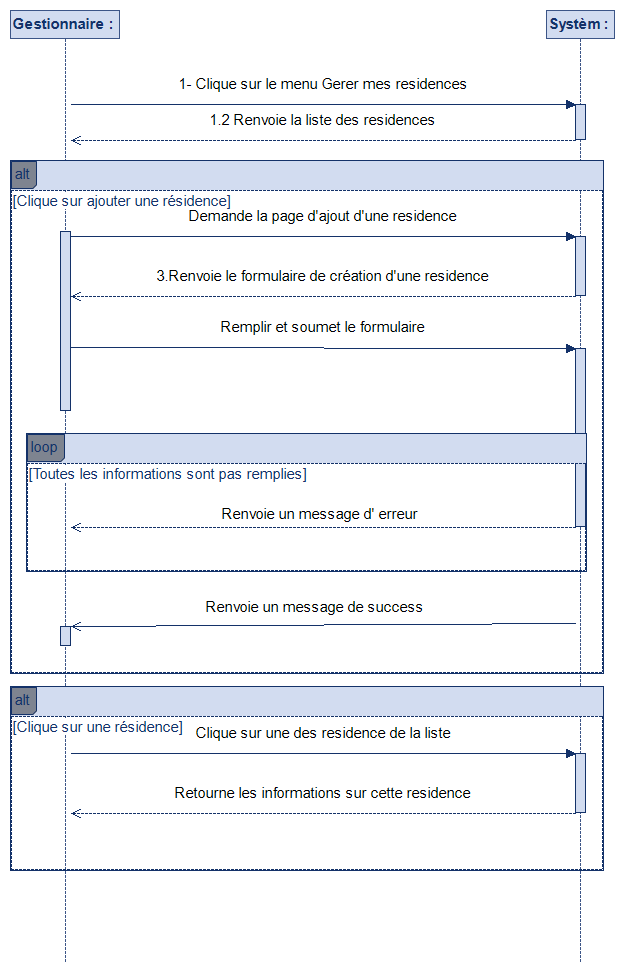 Gestionnaire :
Systèm :
1- Clique sur le menu Gerer mes residences
1.2 Renvoie la liste des residences
alt
[Clique sur ajouter une résidence]
Demande la page d'ajout d'une residence
3.Renvoie le formulaire de création d'une residence
Remplir et soumet le formulaire
loop
[Toutes les informations sont pas remplies]
Renvoie un message d' erreur
Renvoie un message de success
alt
[Clique sur une résidence]
Clique sur une des residence de la liste
Retourne les informations sur cette residence